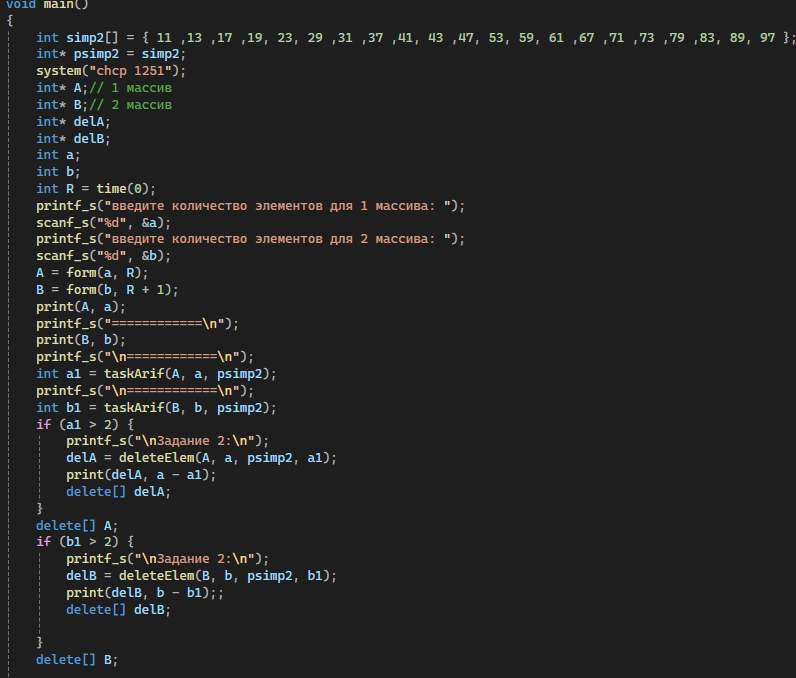 void main()
{
int simp2[] = { 11 ,13 ,17 ,19, 23, 29 ,31 ,37 ,41, 43 ,47, 53, 59, 61 ,67 ,71 ,73 ,79 ,83, 89, 97 };
int* psimp2 = simp2;
system("chcp 1251");
int* A;// 1 массив
int* B;// 2 массив
int* delA;
int* delB;
int a;
int b;
int R = time(0);
printf_s("введите количество элементов для 1 массива: ");
scanf_s("%d", &a);
printf_s("введите количество элементов для 2 массива: ");
scanf_s("%d", &b);
A = form(a, R);
B = form(b, R + 1);
print(A, a);
printf_s("============\n");
print(B, b);
printf_s("\n============\n");
int a1 = taskArif(A, a, psimp2);
printf_s("\n============\n");
int b1 = taskArif(B, b, psimp2);
if (a1 > 2) {
printf_s("\nЗадание 2:\n");
delA = deleteElem(A, a, psimp2, a1);
print(delA, a - a1);
delete[] delA;
}
delete[] A;
if (b1 > 2) {
printf_s("\nЗадание 2:\n");
delB = deleteElem(B, b, psimp2, b1);
print(delB, b - b1);;
delete[] delB;
}
delete[] B;